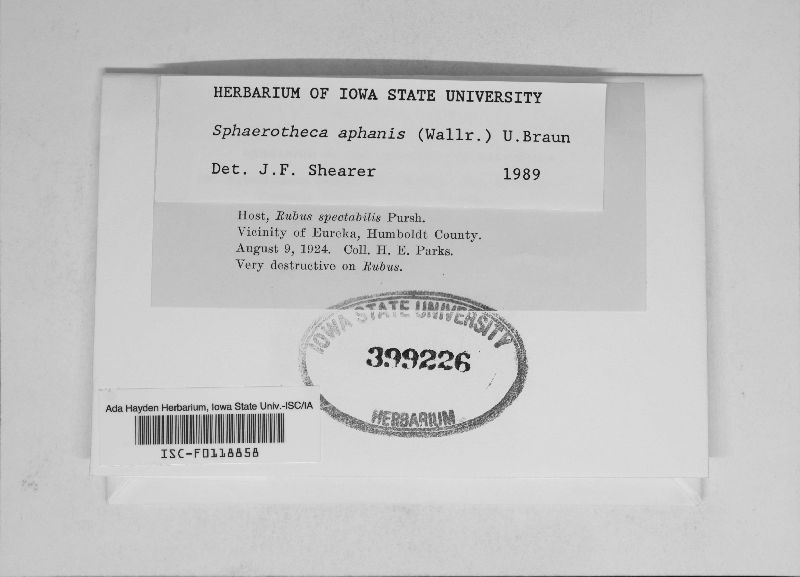 HERBARIUM OF IOWA STATE UNIVERSITY
Sphaerotheca aphanis (Wallr.) U.Braun
Det. J.F. Shearer 1989
Host, Rubus spectabilis Pursh.
Vicinity of Eureka, Humboldt County.
August 9, 1924. Coll. H. E. Parks.
Very destructive on Rubus.
IOWA STATE UNIVERSITY
399226
HERBARIUM
Ada Hayden Herbarium, Iowa State Univ.-ISC/IA
ISC-F0118858